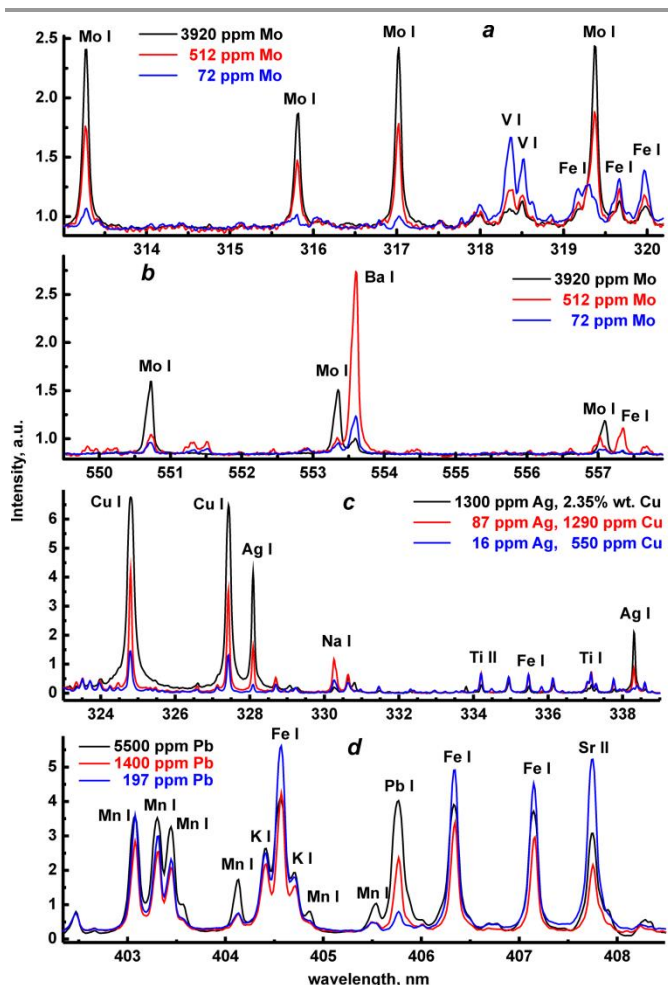 a
3920 ppm Mo
512 ppm Mo
72 ppm Mo
Mo I
Mo I
Mo I
V I
V I
Fe I
Mo I
Fe I
Fe I
2.5
2.0
1.5
1.0
314 315 316 317 318 319 320
b
3920 ppm Mo
512 ppm Mo
72 ppm Mo
Mo I
Mo I
Ba I
Mo I
Fe I
2.5
2.0
1.5
1.0
550 551 552 553 554 555 556 557
Intensity, a.u.
c
1300 ppm Ag, 2.35% wt. Cu
87 ppm Ag, 1290 ppm Cu
16 ppm Ag, 550 ppm Cu
Cu I
Cu I
Ag I
Na I
Ti II
Fe I
Ti I
Ag I
6
5
4
3
2
1
0
324 326 328 330 332 334 336 338
d
5500 ppm Pb
1400 ppm Pb
197 ppm Pb
Mn I
Mn I
Mn I
Mn I
K I
Fe I
K I
Mn I
Mn I
Pb I
Fe I
Fe I
Sr II
5
4
3
2
1
0
403 404 405 406 407 408
wavelength, nm